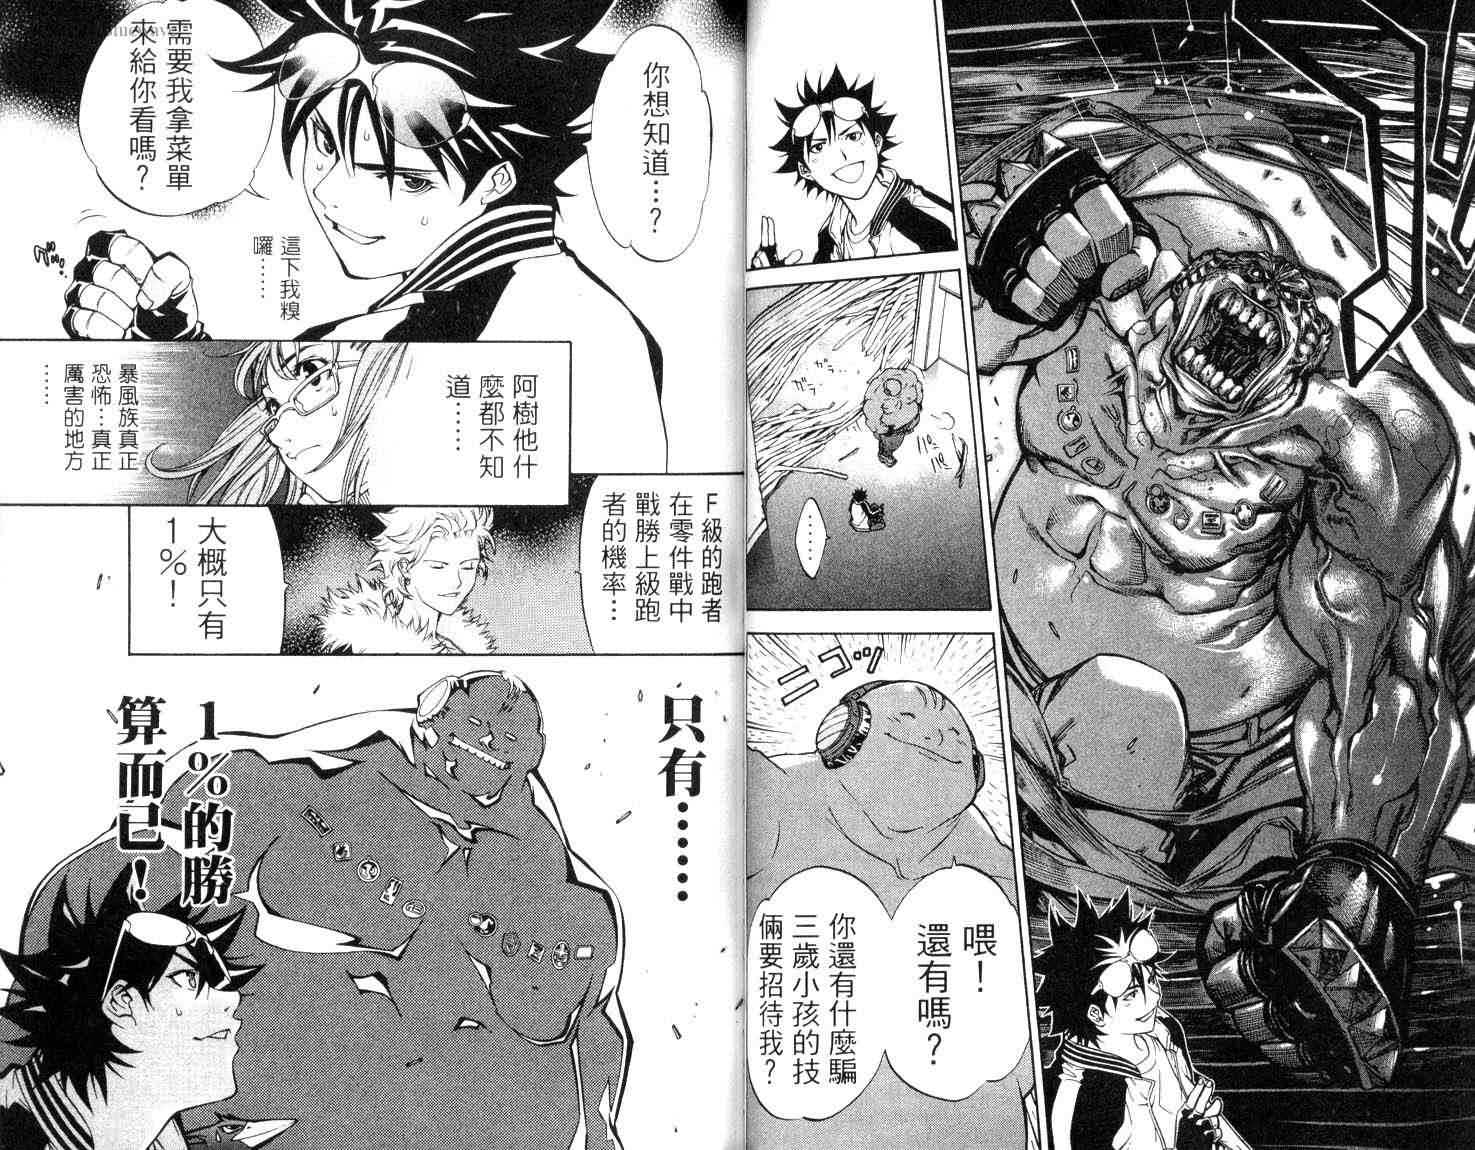 ガラ
ガラ
……
ニコッ
喂！
還有嗎？
你還有什麼騙
三歲小孩的技
倆要招待我？
你想知道…？
需要我拿菜單
來給你看嗎？
這下我糗
囉……
阿樹他什
麼都不知
道……
暴風族真正
恐怖…真正
厲害的地方
……
Ｆ級的跑者
在零件戰中
戰勝上級跑
者的機率…
大概只有
1％！
只有……
1％的勝
算而已！